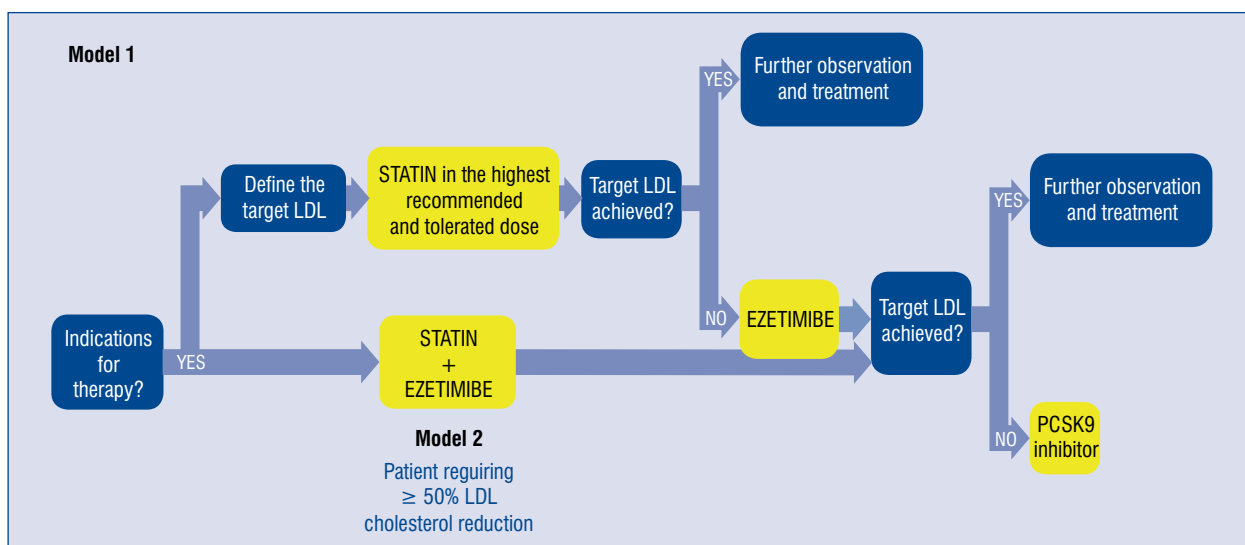 Model 1
Indications
for
therapy?
YES
Define the
target LDL
STATIN in the highest
recommended
and tolerated dose
Target LDL
achieved?
YES
Further observation
and treatment
NO
EZETIMIBE
STATIN
+
EZETIMIBE
Model 2
Patient reguiring
≥ 50% LDL
cholesterol reduction
Target LDL
achieved?
YES
Further observation
and treatment
NO
PCSK9
inhibitor